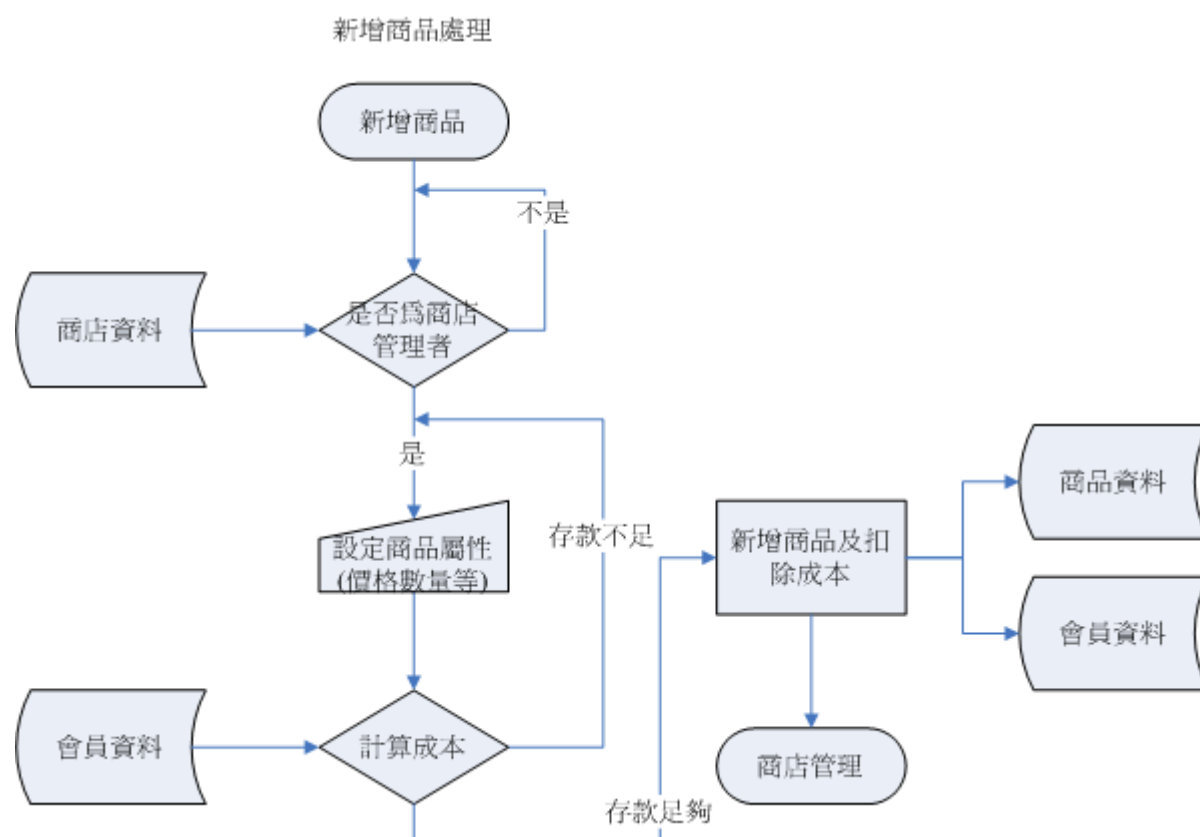 新增商品處理
新增商品
不是
商店資料
是否爲商店
管理者
是
設定商品屬性
(價格數量等)
存款不足
會員資料
計算成本
存款足夠
新增商品及扣
除成本
商品資料
會員資料
商店管理